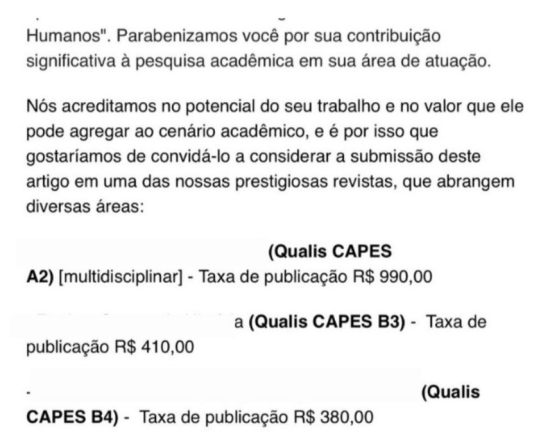 Humanos". Parabenizamos você por sua contribuição
significativa à pesquisa acadêmica em sua área de atuação.
Nós acreditamos no potencial do seu trabalho e no valor que ele
pode agregar ao cenário acadêmico, e é por isso que
gostaríamos de convidá-lo a considerar a submissão deste
artigo em uma das nossas prestigiosas revistas, que abrangem
diversas áreas:
(Qualis CAPES
A2) [multidisciplinar] - Taxa de publicação R$ 990,00
a (Qualis CAPES B3) - Taxa de
publicação R$ 410,00
- (Qualis
CAPES B4) - Taxa de publicação R$ 380,00